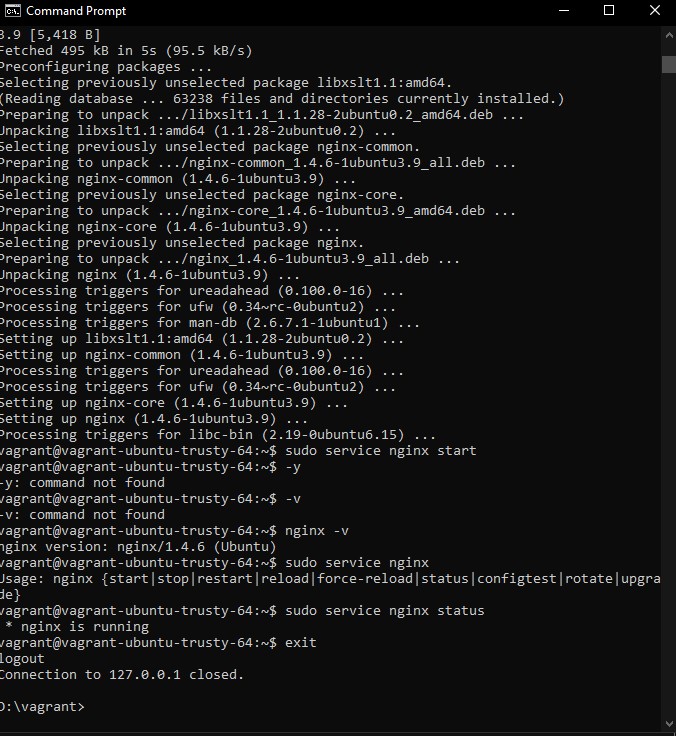 Command Prompt
3.9 [5,418 B]
Fetched 495 kB in 5s (95.5 kB/s)
Preconfiguring packages ...
Selecting previously unselected package libxslt1.1:amd64.
(Reading database ... 63238 files and directories currently installed.)
Preparing to unpack .../libxslt1.1_1.1.28-2ubuntu0.2_amd64.deb ...
Unpacking libxslt1.1:amd64 (1.1.28-2ubuntu0.2) ...
Selecting previously unselected package nginx-common.
Preparing to unpack .../nginx-common_1.4.6-1ubuntu3.9_all.deb ...
Unpacking nginx-common (1.4.6-1ubuntu3.9) ...
Selecting previously unselected package nginx-core.
Preparing to unpack .../nginx-core_1.4.6-1ubuntu3.9_amd64.deb ...
Unpacking nginx-core (1.4.6-1ubuntu3.9) ...
Selecting previously unselected package nginx.
Preparing to unpack .../nginx_1.4.6-1ubuntu3.9_all.deb ...
Unpacking nginx (1.4.6-1ubuntu3.9) ...
Processing triggers for ureadahead (0.100.0-16) ...
Processing triggers for ufw (0.34~rc-0ubuntu2) ...
Processing triggers for man-db (2.6.7.1-1ubuntu1) ...
Setting up libxslt1.1:amd64 (1.1.28-2ubuntu0.2) ...
Setting up nginx-common (1.4.6-1ubuntu3.9) ...
Processing triggers for ureadahead (0.100.0-16) ...
Processing triggers for ufw (0.34~rc-0ubuntu2) ...
Setting up nginx-core (1.4.6-1ubuntu3.9) ...
Setting up nginx (1.4.6-1ubuntu3.9) ...
Processing triggers for libc-bin (2.19-0ubuntu6.15) ...
vagrant@vagrant-ubuntu-trusty-64:~$ sudo service nginx start
vagrant@vagrant-ubuntu-trusty-64:~$ -y
-y: command not found
vagrant@vagrant-ubuntu-trusty-64:~$ -v
-v: command not found
vagrant@vagrant-ubuntu-trusty-64:~$ nginx -v
nginx version: nginx/1.4.6 (Ubuntu)
vagrant@vagrant-ubuntu-trusty-64:~$ sudo service nginx
Usage: nginx {start|stop|restart|reload|force-reload|status|configtest|rotate|upgra
de}
vagrant@vagrant-ubuntu-trusty-64:~$ sudo service nginx status
* nginx is running
vagrant@vagrant-ubuntu-trusty-64:~$ exit
logout
Connection to 127.0.0.1 closed.
D:\vagrant>